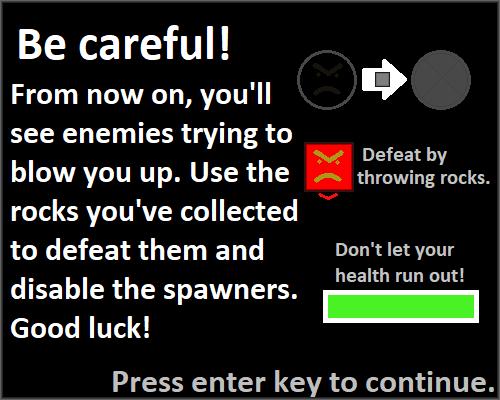 Be careful!
From now on, you'll
see enemies trying to
blow you up. Use the
rocks you've collected
to defeat them and
disable the spawners.
Good luck!
Defeat by
throwing rocks.
Don't let your
health run out!
Press enter key to continue.